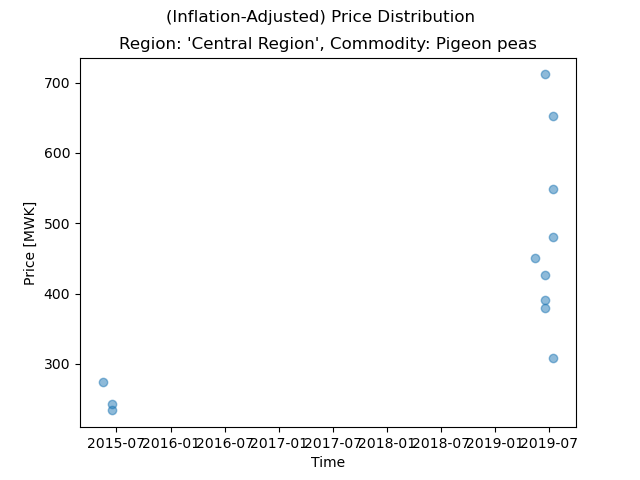 (Inflation-Adjusted) Price Distribution
Region: 'Central Region', Commodity: Pigeon peas
700
600
500
400
300
Price [MWK]
2015-07 2016-01 2016-07 2017-01 2017-07 2018-01 2018-07 2019-01 2019-07
Time